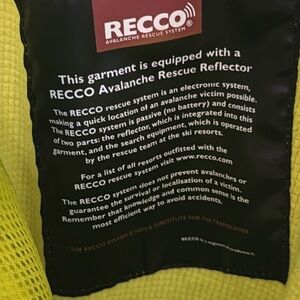 RECCO®
AVALANCHE RESCUE SYSTEM
This garment is equipped with a
RECCO Avalanche Rescue Reflector
The RECCO rescue system is an electronic system,
making a quick location of an avalanche victim possible.
The RECCO system is passive (no battery) and consists
of two parts: the reflector, which is integrated into this
garment, and the search equipment, which is operated
by the rescue team at the ski resorts.
For a list of all resorts outfitted with the
RECCO rescue system visit www.recco.com
The RECCO system does not prevent avalanches or
guarantee the survival or localisation of a victim.
Remember that knowledge and common sense is the
most efficient way to avoid accidents.
THE RECCO SYSTEM IS NOT A SUBSTITUTE FOR THE TRANSCEIVER
RECCO is a registered trademark.